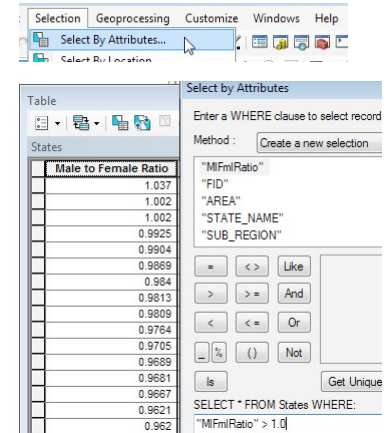 Selection Geoprocessing Customize Windows Help
Select By Attributes...
Select By Location
Table
States
Male to Female Ratio
1.037
1.002
1.002
0.9925
0.9904
0.9869
0.984
0.9813
0.9809
0.9764
0.9705
0.9689
0.9681
0.9667
0.9621
0.962
Select by Attributes
Enter a WHERE clause to select record
Method : Create a new selection
"MlFmlRatio"
"FID"
"AREA"
"STATE_NAME"
"SUB_REGION"
= < > Like
> > = And
< < = Or
_ % () Not
Is Get Unique
SELECT * FROM States WHERE:
"MlFmlRatio" > 1.0